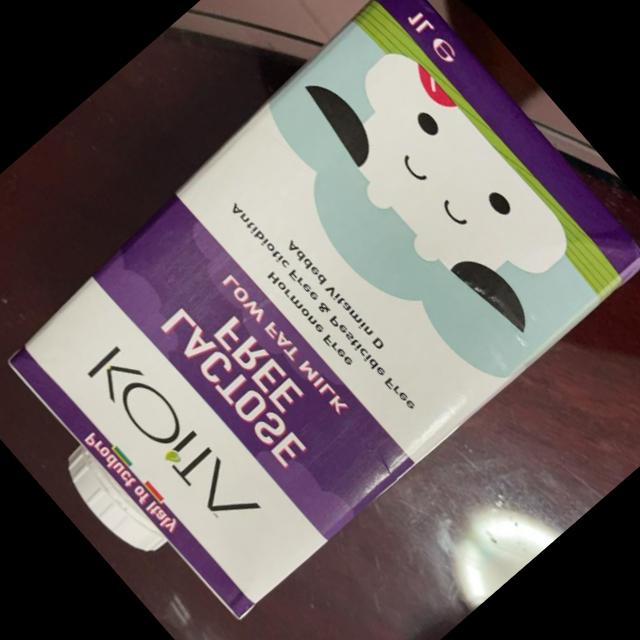 Product of Italy
KOITA
LACTOSE
FREE
LOW FAT MILK
Hormone Free
Antibiotic Free & Pesticide Free
Added Vitamin D
1L ℮